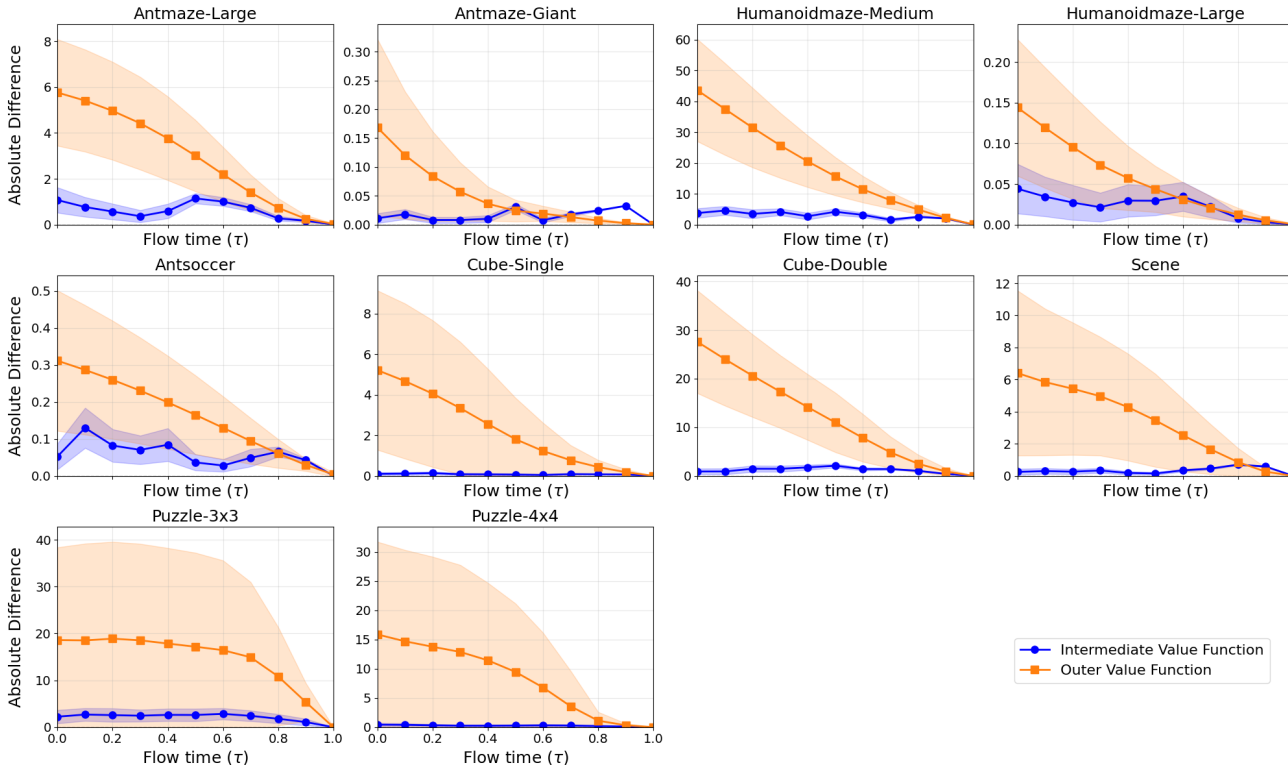 Antmaze-Large
Antmaze-Giant
Humanoidmaze-Medium
Humanoidmaze-Large
Absolute Difference
8
6
4
2
0
0.30
0.25
0.20
0.15
0.10
0.05
0.00
60
50
40
30
20
10
0
0.20
0.15
0.10
0.05
0.00
Flow time (τ)
Flow time (τ)
Flow time (τ)
Flow time (τ)
Antsoccer
Cube-Single
Cube-Double
Scene
Absolute Difference
0.5
0.4
0.3
0.2
0.1
0.0
8
6
4
2
0
40
30
20
10
0
12
10
8
6
4
2
0
Flow time (τ)
Flow time (τ)
Flow time (τ)
Flow time (τ)
Puzzle-3x3
Puzzle-4x4
Absolute Difference
40
30
20
10
0
30
25
20
15
10
5
0
0.0 0.2 0.4 0.6 0.8 1.0
0.0 0.2 0.4 0.6 0.8 1.0
Flow time (τ)
Flow time (τ)
Intermediate Value Function
Outer Value Function